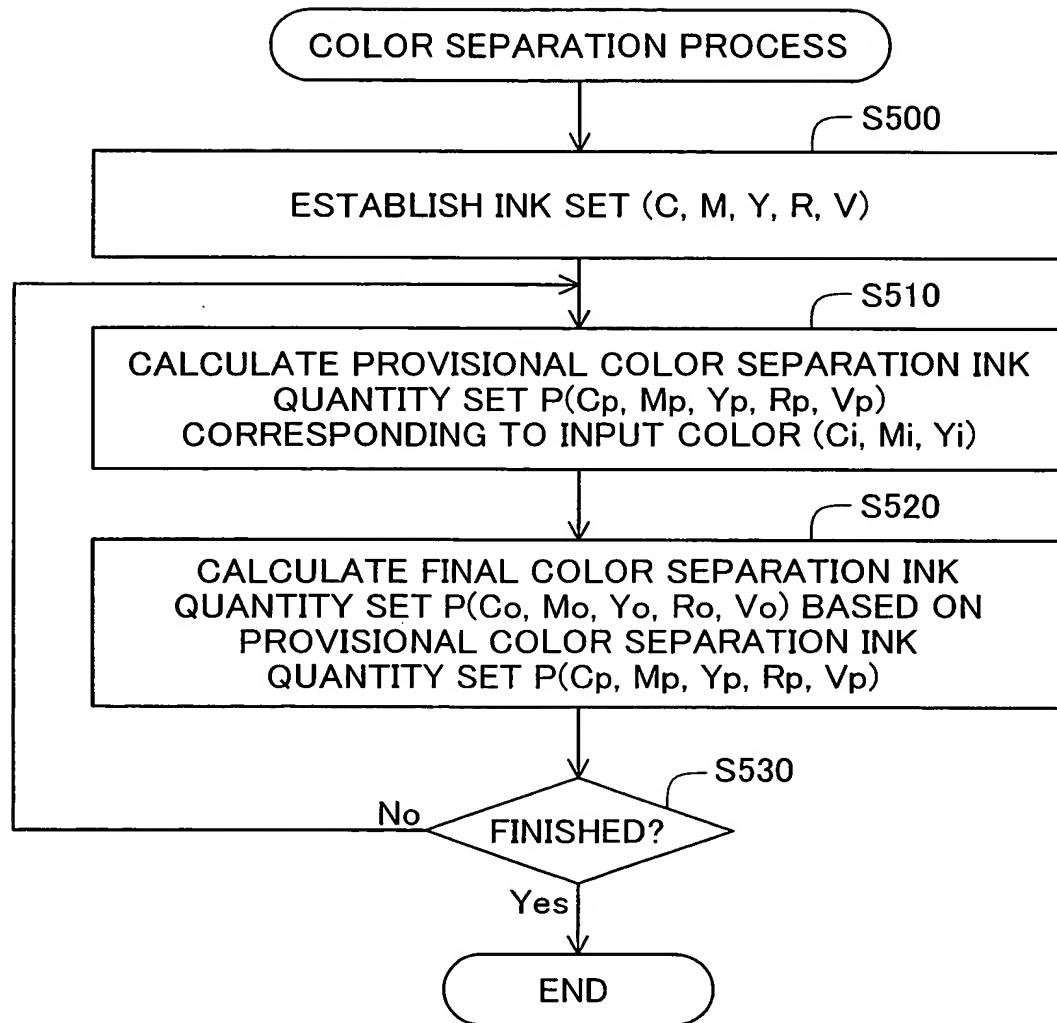 COLOR SEPARATION PROCESS
S500
ESTABLISH INK SET (C, M, Y, R, V)
S510
CALCULATE PROVISIONAL COLOR SEPARATION INK
QUANTITY SET P(Cp, Mp, Yp, Rp, Vp)
CORRESPONDING TO INPUT COLOR (Ci, Mi, Yi)
S520
CALCULATE FINAL COLOR SEPARATION INK
QUANTITY SET P(Co, Mo, Yo, Ro, Vo) BASED ON
PROVISIONAL COLOR SEPARATION INK
QUANTITY SET P(Cp, Mp, Yp, Rp, Vp)
S530
No
FINISHED?
Yes
END